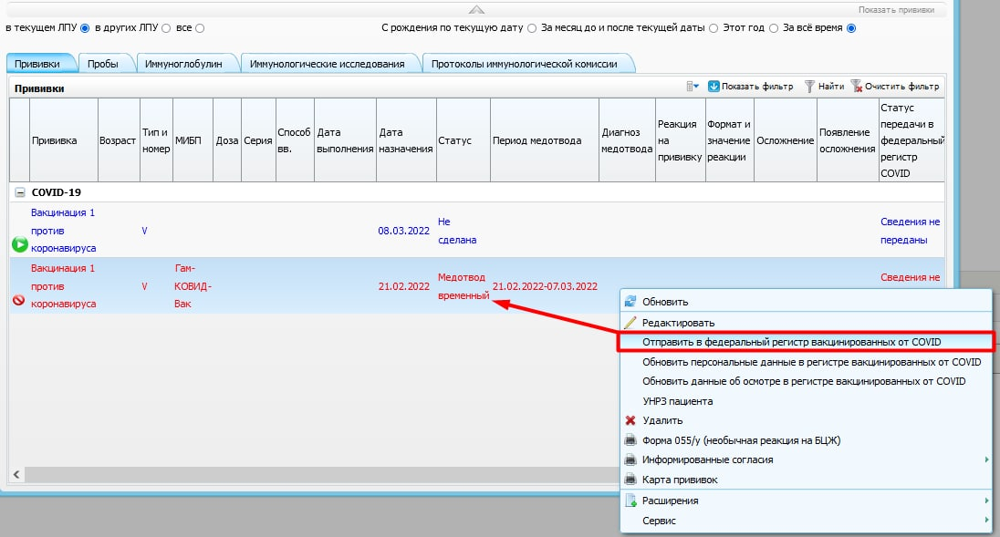 Показать прививки
в текущем ЛПУ в других ЛПУ все С рождения по текущую дату За месяц до и после текущей даты Этот год За всё время
Прививки Пробы Иммуноглобулин Иммунологические исследования Протоколы иммунологической комиссии
Прививки Показать фильтр Найти Очистить фильтр
Прививка
Возраст
Тип и
номер
МИБП
Доза
Серия
Способ
вв.
Дата
выполнения
Дата
назначения
Статус
Период медотвода
Диагноз
медотвода
Реакция
на
прививку
Формат и
значение
реакции
Осложнение
Появление
осложнения
Статус
передачи в
федеральный
регистр
COVID
COVID-19
Вакцинация 1
против
коронавируса
V
08.03.2022
Не
сделана
Сведения не
переданы
Вакцинация 1
против
коронавируса
V
Гам-
КОВИД-
Вак
21.02.2022
Медотвод
временный
21.02.2022-07.03.2022
Сведения не
Обновить
Редактировать
Отправить в федеральный регистр вакцинированных от COVID
Обновить персональные данные в регистре вакцинированных от COVID
Обновить данные об осмотре в регистре вакцинированных от COVID
УНРЗ пациента
Удалить
Форма 055/у (необычная реакция на БЦЖ)
Информированные согласия
Карта прививок
Расширения
Сервис